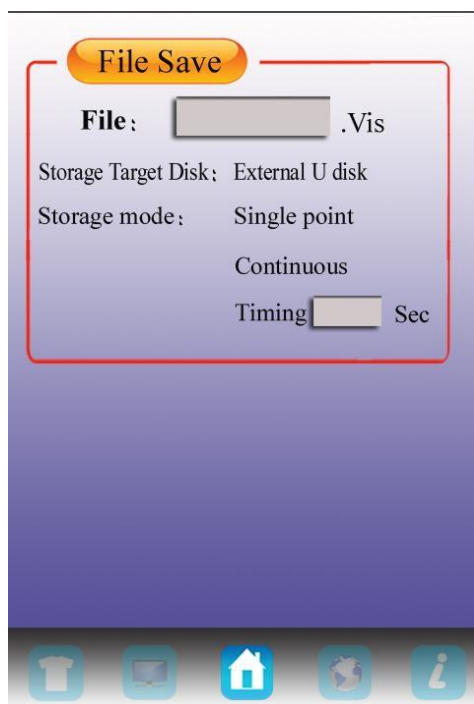 File Save
File： .Vis
Storage Target Disk： External U disk
Storage mode： Single point
Continuous
Timing Sec
i